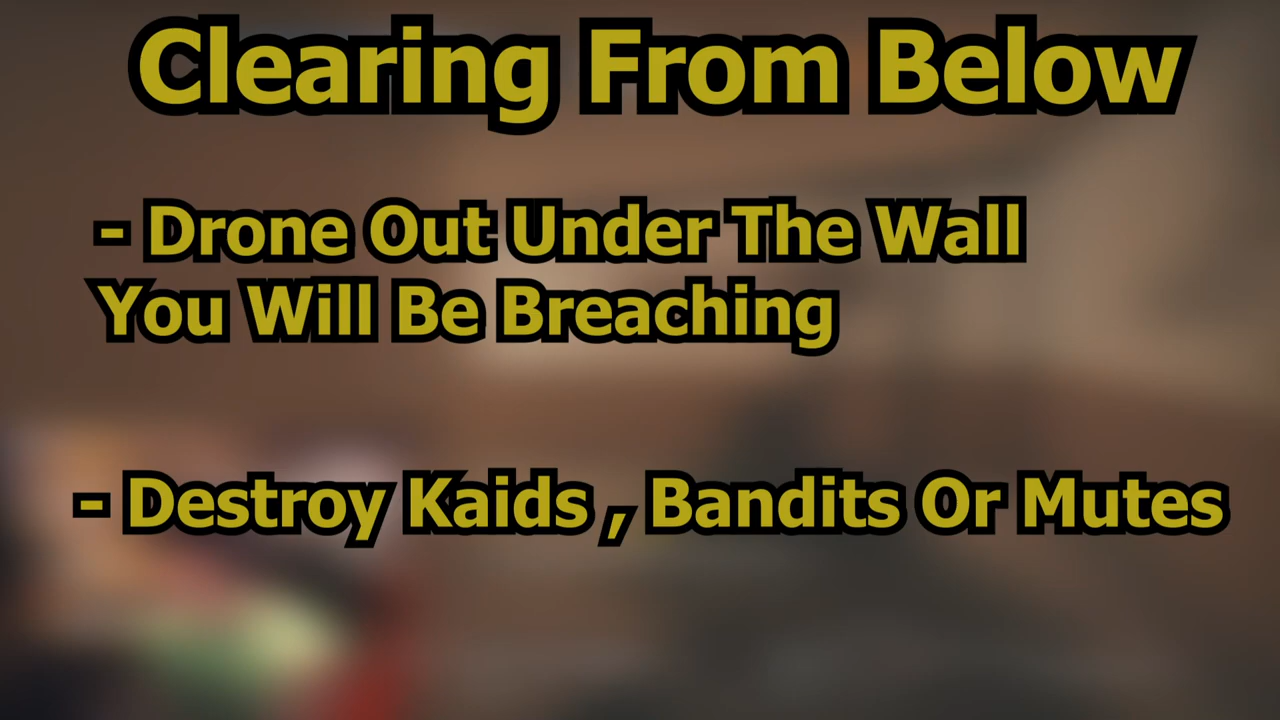 Clearing From Below
- Drone Out Under The Wall
You Will Be Breaching
- Destroy Kaids , Bandits Or Mutes